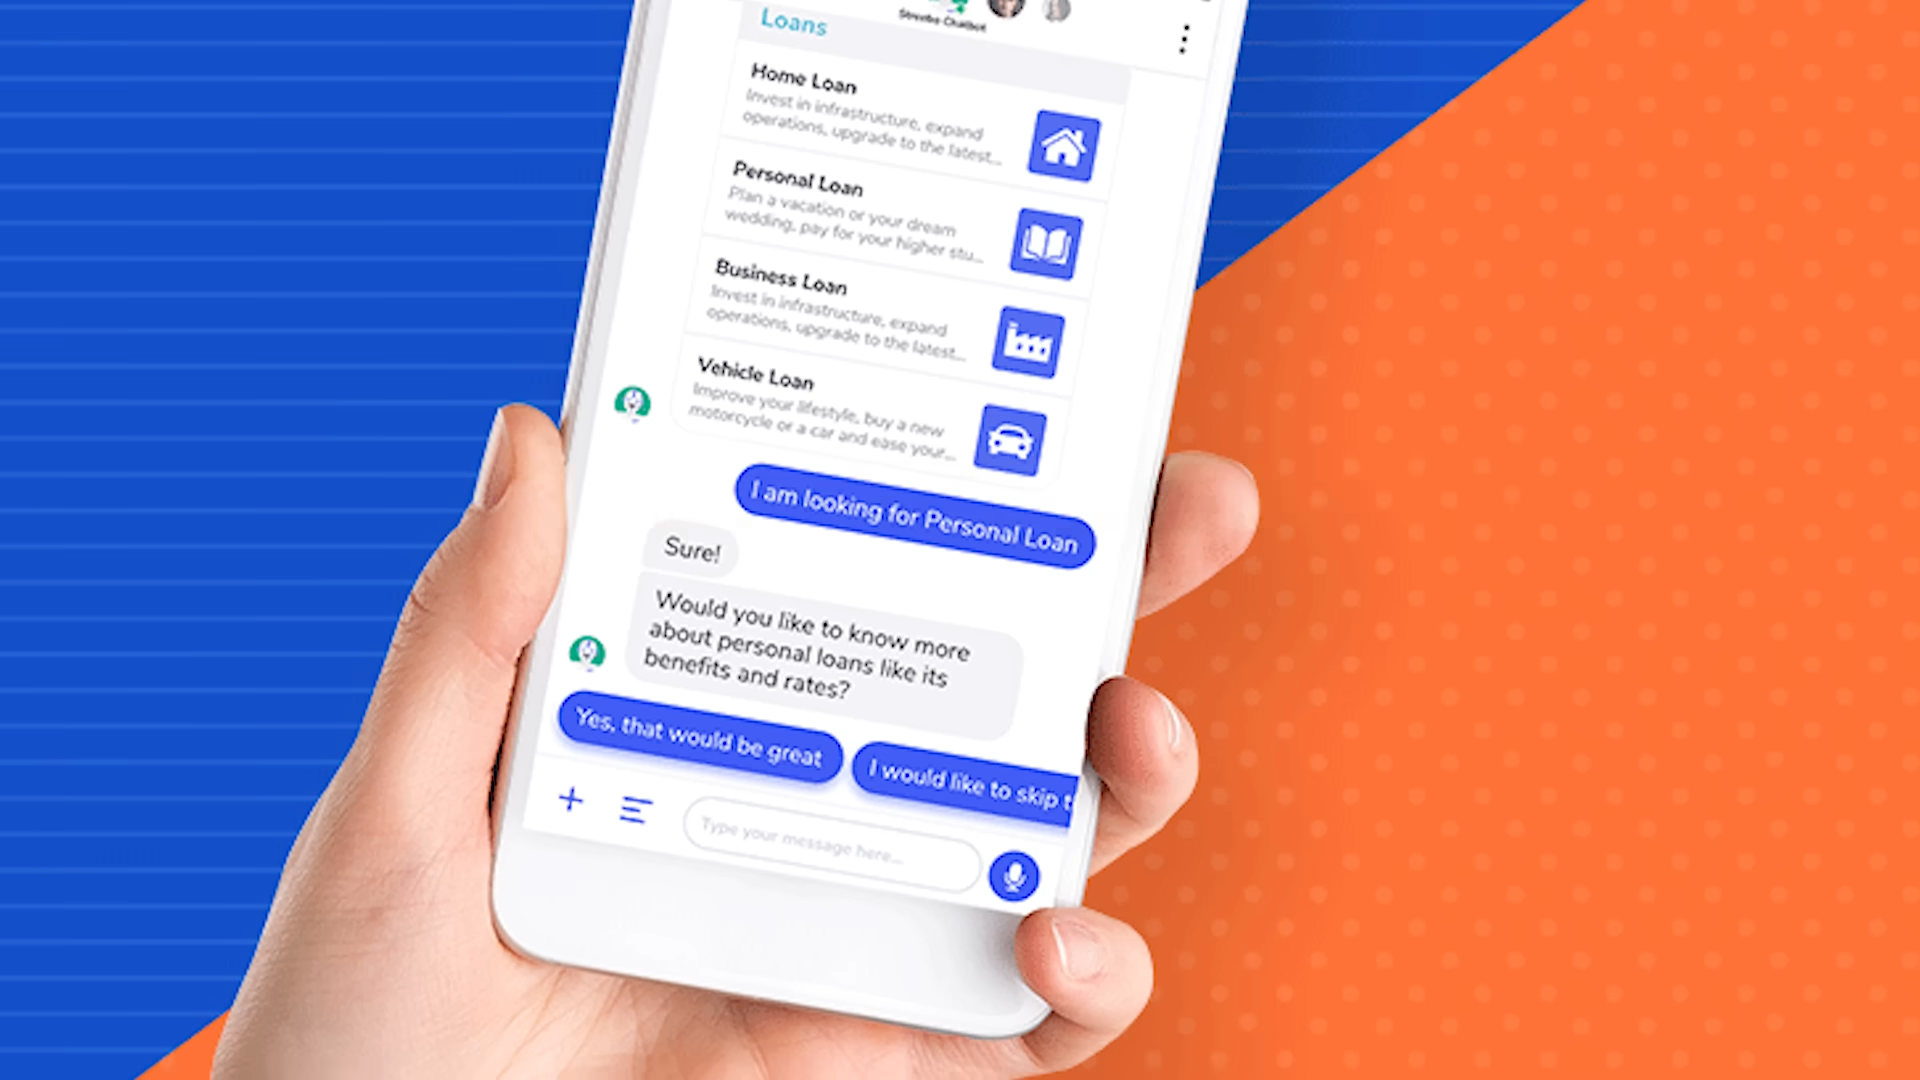 Streebo Chatbot
Loans
Home Loan
Invest in infrastructure, expand
operations, upgrade to the latest...
Personal Loan
Plan a vacation or your dream
wedding, pay for your higher stu...
Business Loan
Invest in infrastructure, expand
operations, upgrade to the latest...
Vehicle Loan
Improve your lifestyle, buy a new
motorcycle or a car and ease your...
I am looking for Personal Loan
Sure!
Would you like to know more
about personal loans like its
benefits and rates?
Yes, that would be great
I would like to skip t
Type your message here...